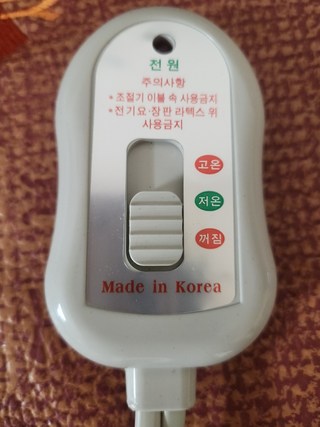 전 원
주의사항
* 조절기 이불 속 사용금지
* 전기요·장판 라텍스 위
사용금지
고온
저온
꺼짐
Made in Korea